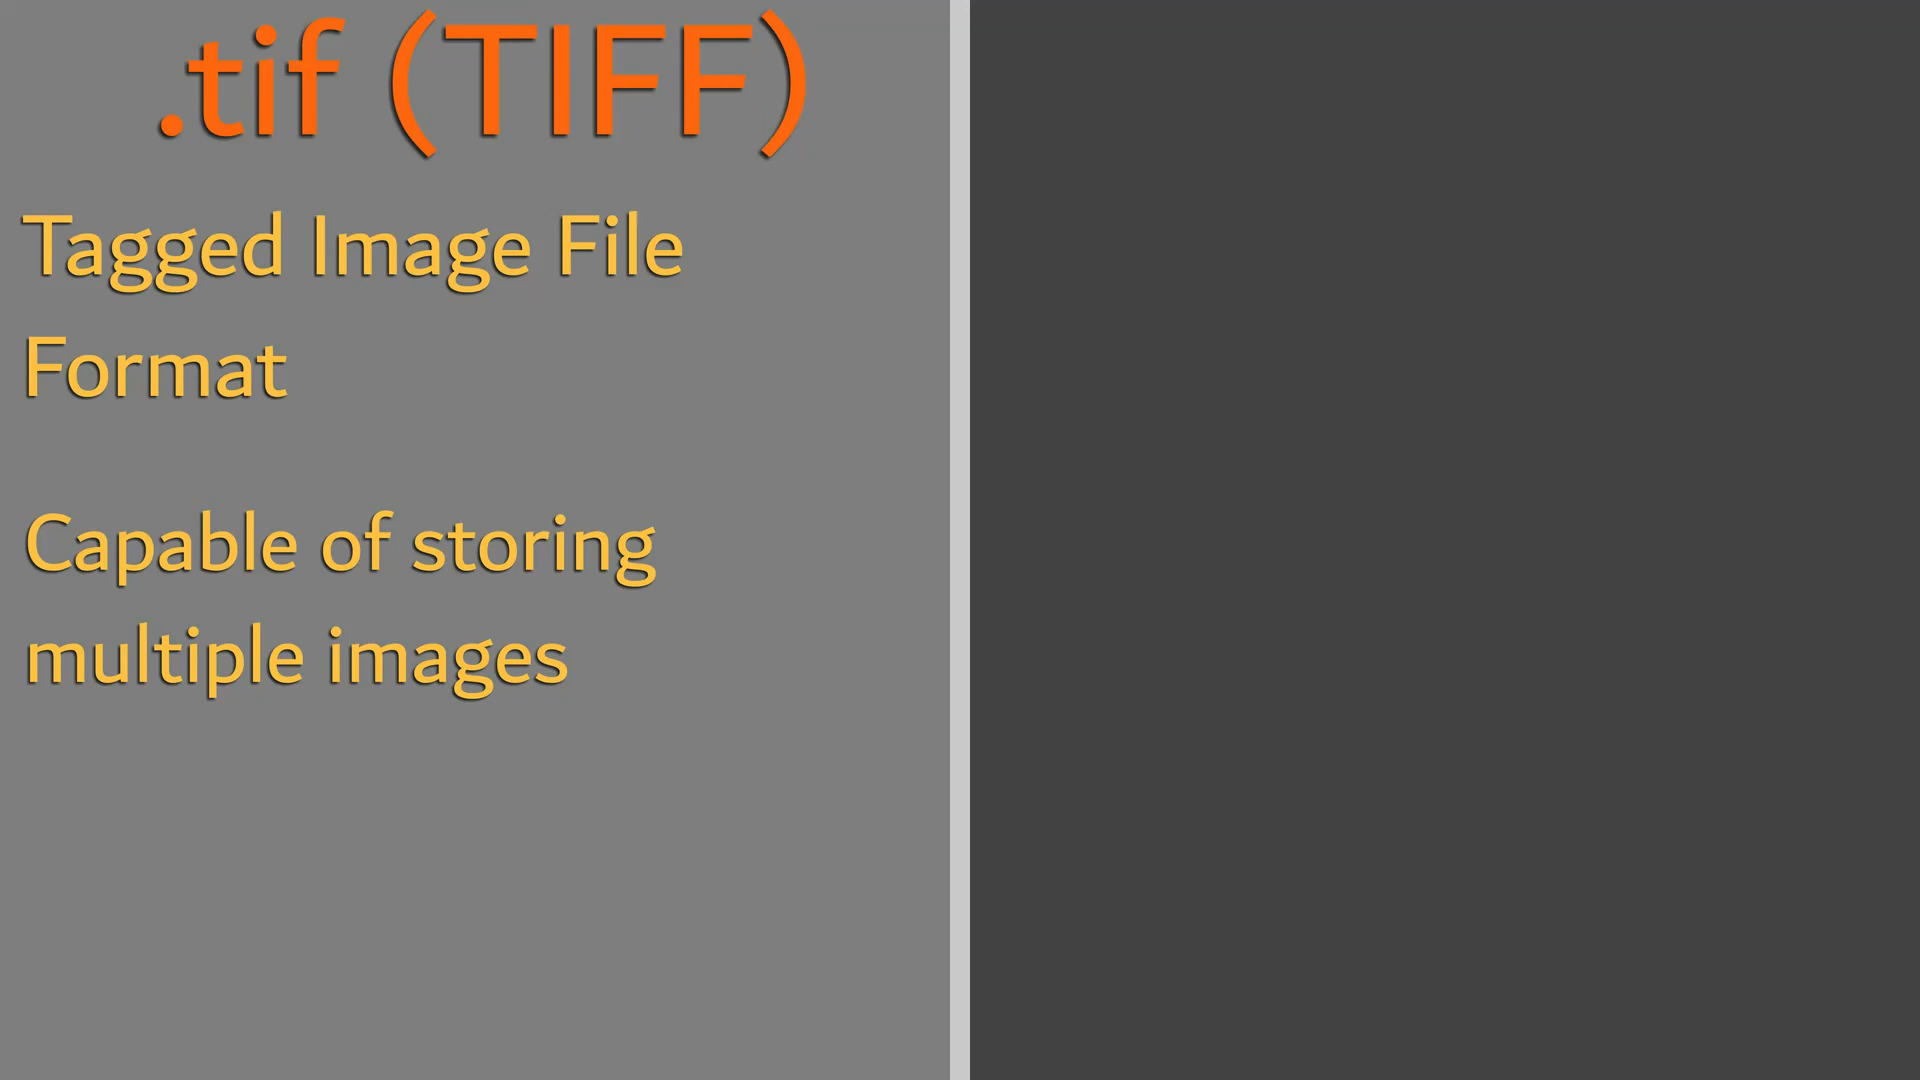 .tif (TIFF)
Tagged Image File
Format
Capable of storing
multiple images